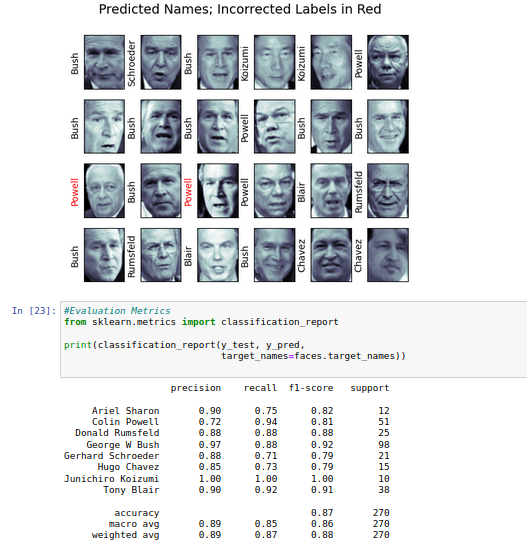 Predicted Names; Incorrected Labels in Red
Bush Schroeder Bush Koizumi Koizumi Powell
Bush Bush Bush Powell Bush Bush
Powell Bush Powell Powell Blair Rumsfeld
Bush Rumsfeld Blair Bush Chavez Chavez
In [23]: #Evaluation Metrics
from sklearn.metrics import classification_report
print(classification_report(y_test, y_pred,
target_names=faces.target_names))
precision recall f1-score support
Ariel Sharon 0.90 0.75 0.82 12
Colin Powell 0.72 0.94 0.81 51
Donald Rumsfeld 0.88 0.88 0.88 25
George W Bush 0.97 0.88 0.92 98
Gerhard Schroeder 0.88 0.71 0.79 21
Hugo Chavez 0.85 0.73 0.79 15
Junichiro Koizumi 1.00 1.00 1.00 10
Tony Blair 0.90 0.92 0.91 38
accuracy 0.87 270
macro avg 0.89 0.85 0.86 270
weighted avg 0.89 0.87 0.88 270